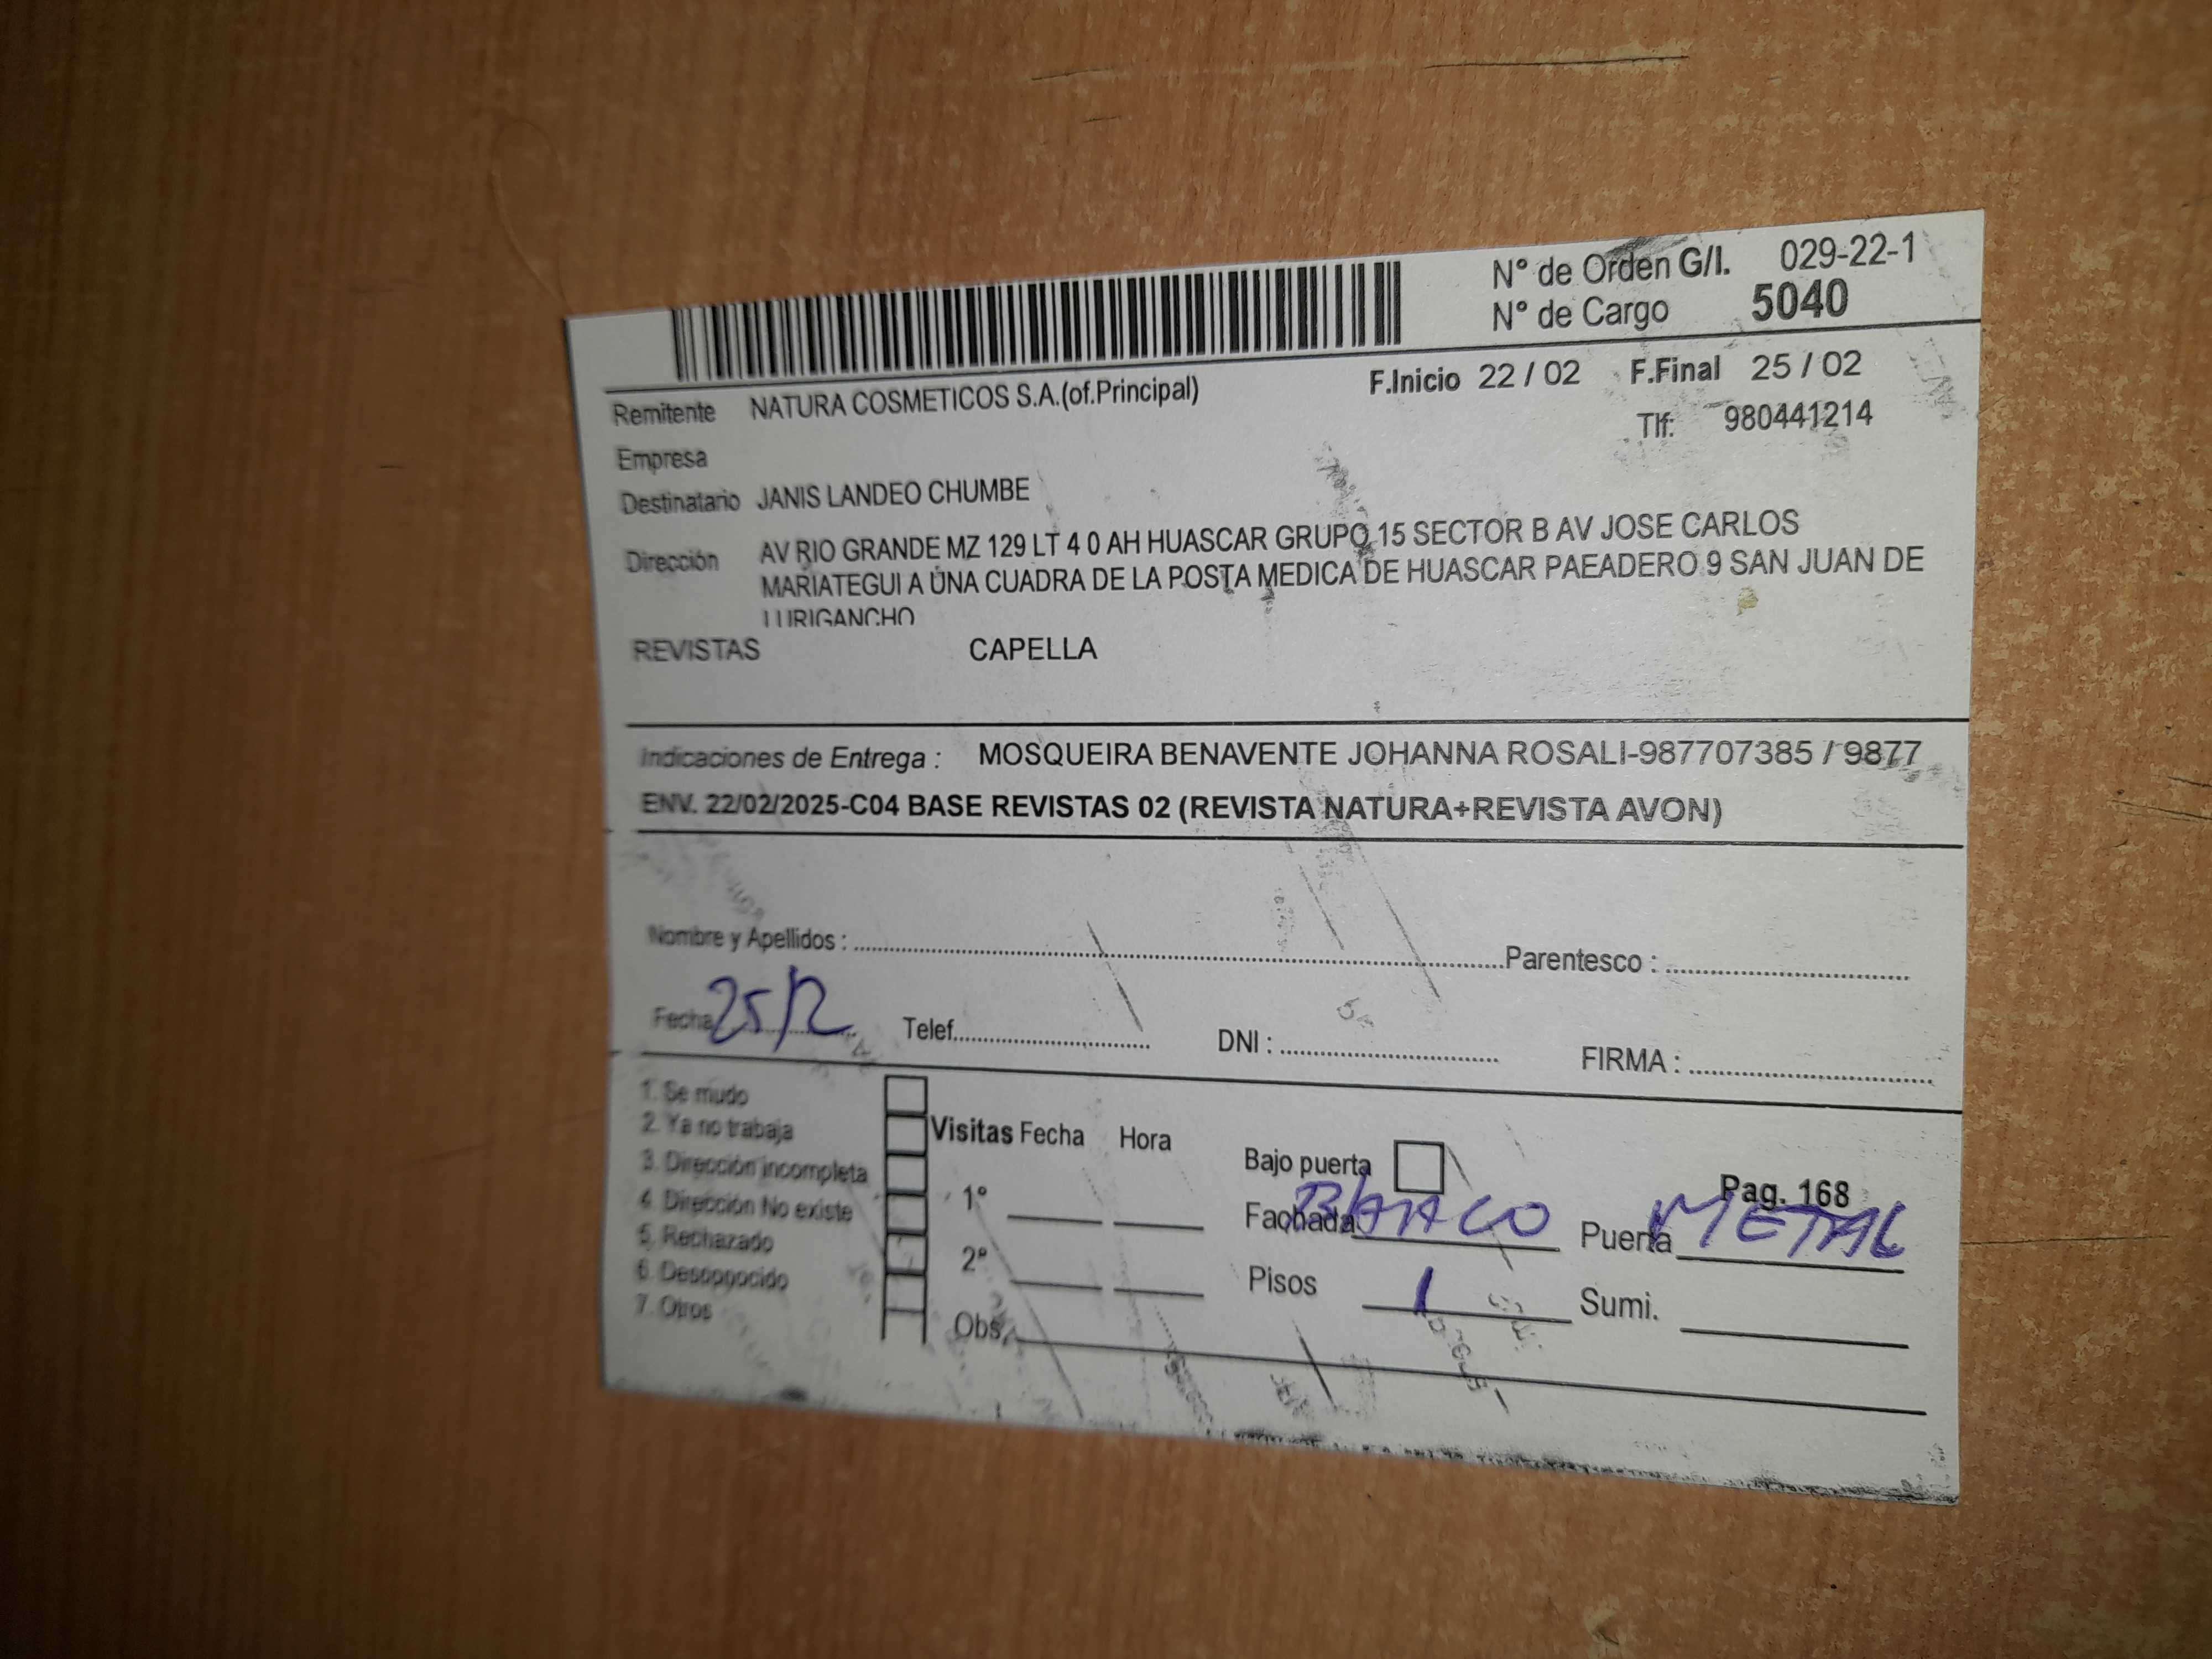 N° de Orden G/I. 029-22-1
N° de Cargo 5040
F.Inicio 22 / 02 F.Final 25 / 02
Remitente NATURA COSMETICOS S.A.(of.Principal)
Tlf: 980441214
Empresa
Destinatario JANIS LANDEO CHUMBE
Dirección AV RIO GRANDE MZ 129 LT 4 0 AH HUASCAR GRUPO 15 SECTOR B AV JOSE CARLOS
MARIATEGUI A UNA CUADRA DE LA POSTA MEDICA DE HUASCAR PAEADERO 9 SAN JUAN DE
LURIGANCHO
REVISTAS CAPELLA
Indicaciones de Entrega : MOSQUEIRA BENAVENTE JOHANNA ROSALI-987707385 / 9877
ENV. 22/02/2025-C04 BASE REVISTAS 02 (REVISTA NATURA+REVISTA AVON)
Nombre y Apellidos : Parentesco :
Fecha 25/2 Telef. DNI : FIRMA :
1. Se mudo
2. Ya no trabaja
3. Dirección incompleta
4. Dirección No existe
5. Rechazado
6. Desconocido
7. Otros
Visitas Fecha Hora
1°
2°
Obs.
Bajo puerta
Pag. 168
Fachada BLANCO Puerta METAL
Pisos 1 Sumi.